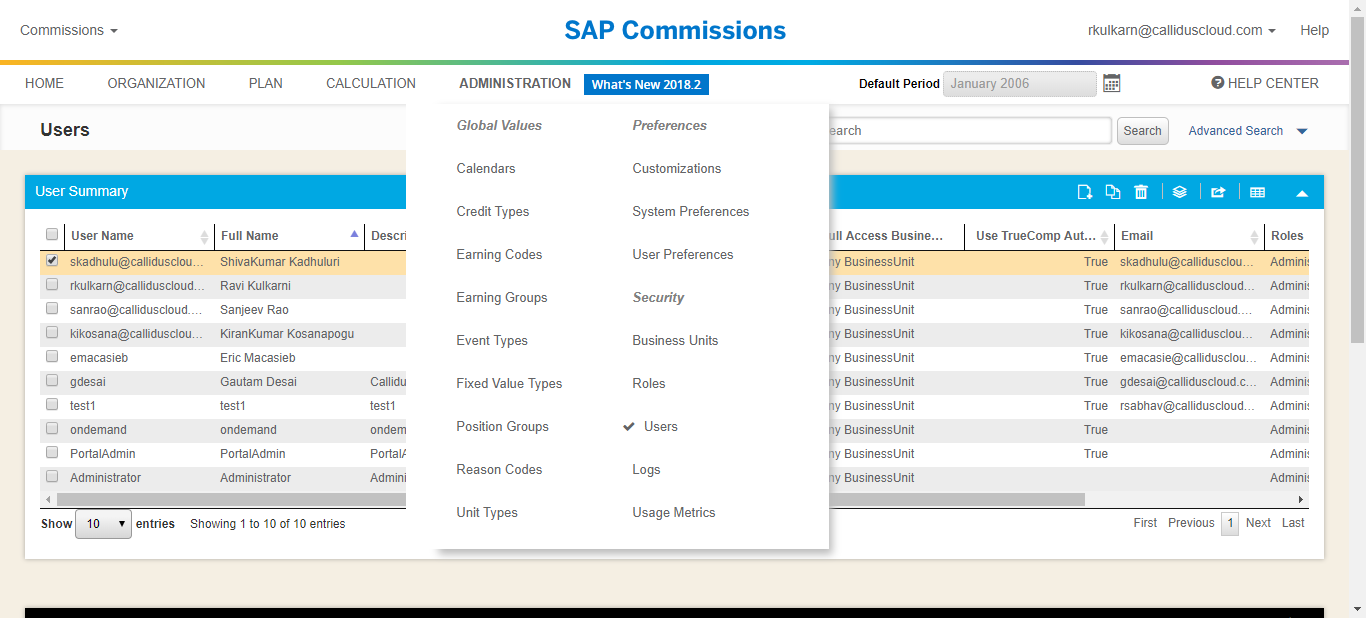 Commissions
SAP Commissions
rkulkarn@calliduscloud.com
Help
HOME ORGANIZATION PLAN CALCULATION ADMINISTRATION What's New 2018.2 Default Period January 2006 HELP CENTER
Users
earch Search Advanced Search
Global Values
Calendars
Credit Types
Earning Codes
Earning Groups
Event Types
Fixed Value Types
Position Groups
Reason Codes
Unit Types
Preferences
Customizations
System Preferences
User Preferences
Security
Business Units
Roles
Users
Logs
Usage Metrics
User Summary
User Name Full Name Descri ull Access Busine... Use TrueComp Aut... Email Roles
skadhulu@callidusclou... ShivaKumar Kadhuluri ny BusinessUnit True skadhulu@callidusclou... Adminis
rkulkarn@calliduscloud... Ravi Kulkarni ny BusinessUnit True rkulkarn@calliduscloud... Adminis
sanrao@calliduscloud.... Sanjeev Rao ny BusinessUnit True sanrao@calliduscloud.... Adminis
kikosana@callidusclou... KiranKumar Kosanapogu ny BusinessUnit True kikosana@callidusclou... Adminis
emacasieb Eric Macasieb ny BusinessUnit True emacasie@callidusclou... Adminis
gdesai Gautam Desai Callidu ny BusinessUnit True gdesai@calliduscloud.c... Adminis
test1 test1 test1 ny BusinessUnit True rsabhav@calliduscloud... Adminis
ondemand ondemand ondem ny BusinessUnit True Adminis
PortalAdmin PortalAdmin PortalA ny BusinessUnit True Adminis
Administrator Administrator Admini ny BusinessUnit Adminis
Show 10 entries Showing 1 to 10 of 10 entries First Previous 1 Next Last